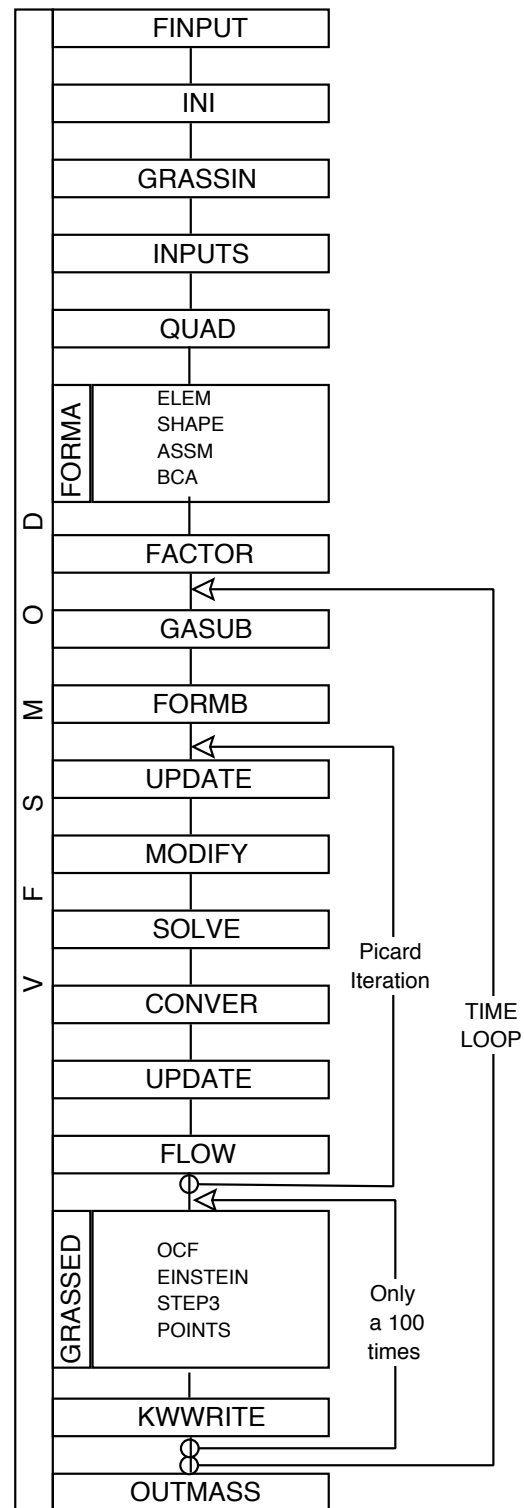 FINPUT
INI
GRASSIN
INPUTS
QUAD
FORMA
ELEM
SHAPE
ASSM
BCA
FACTOR
GASUB
FORMB
UPDATE
MODIFY
SOLVE
CONVER
UPDATE
FLOW
GRASSED
OCF
EINSTEIN
STEP3
POINTS
KWWRITE
OUTMASS
V F S M O D
Picard
Iteration
TIME
LOOP
Only
a 100
times